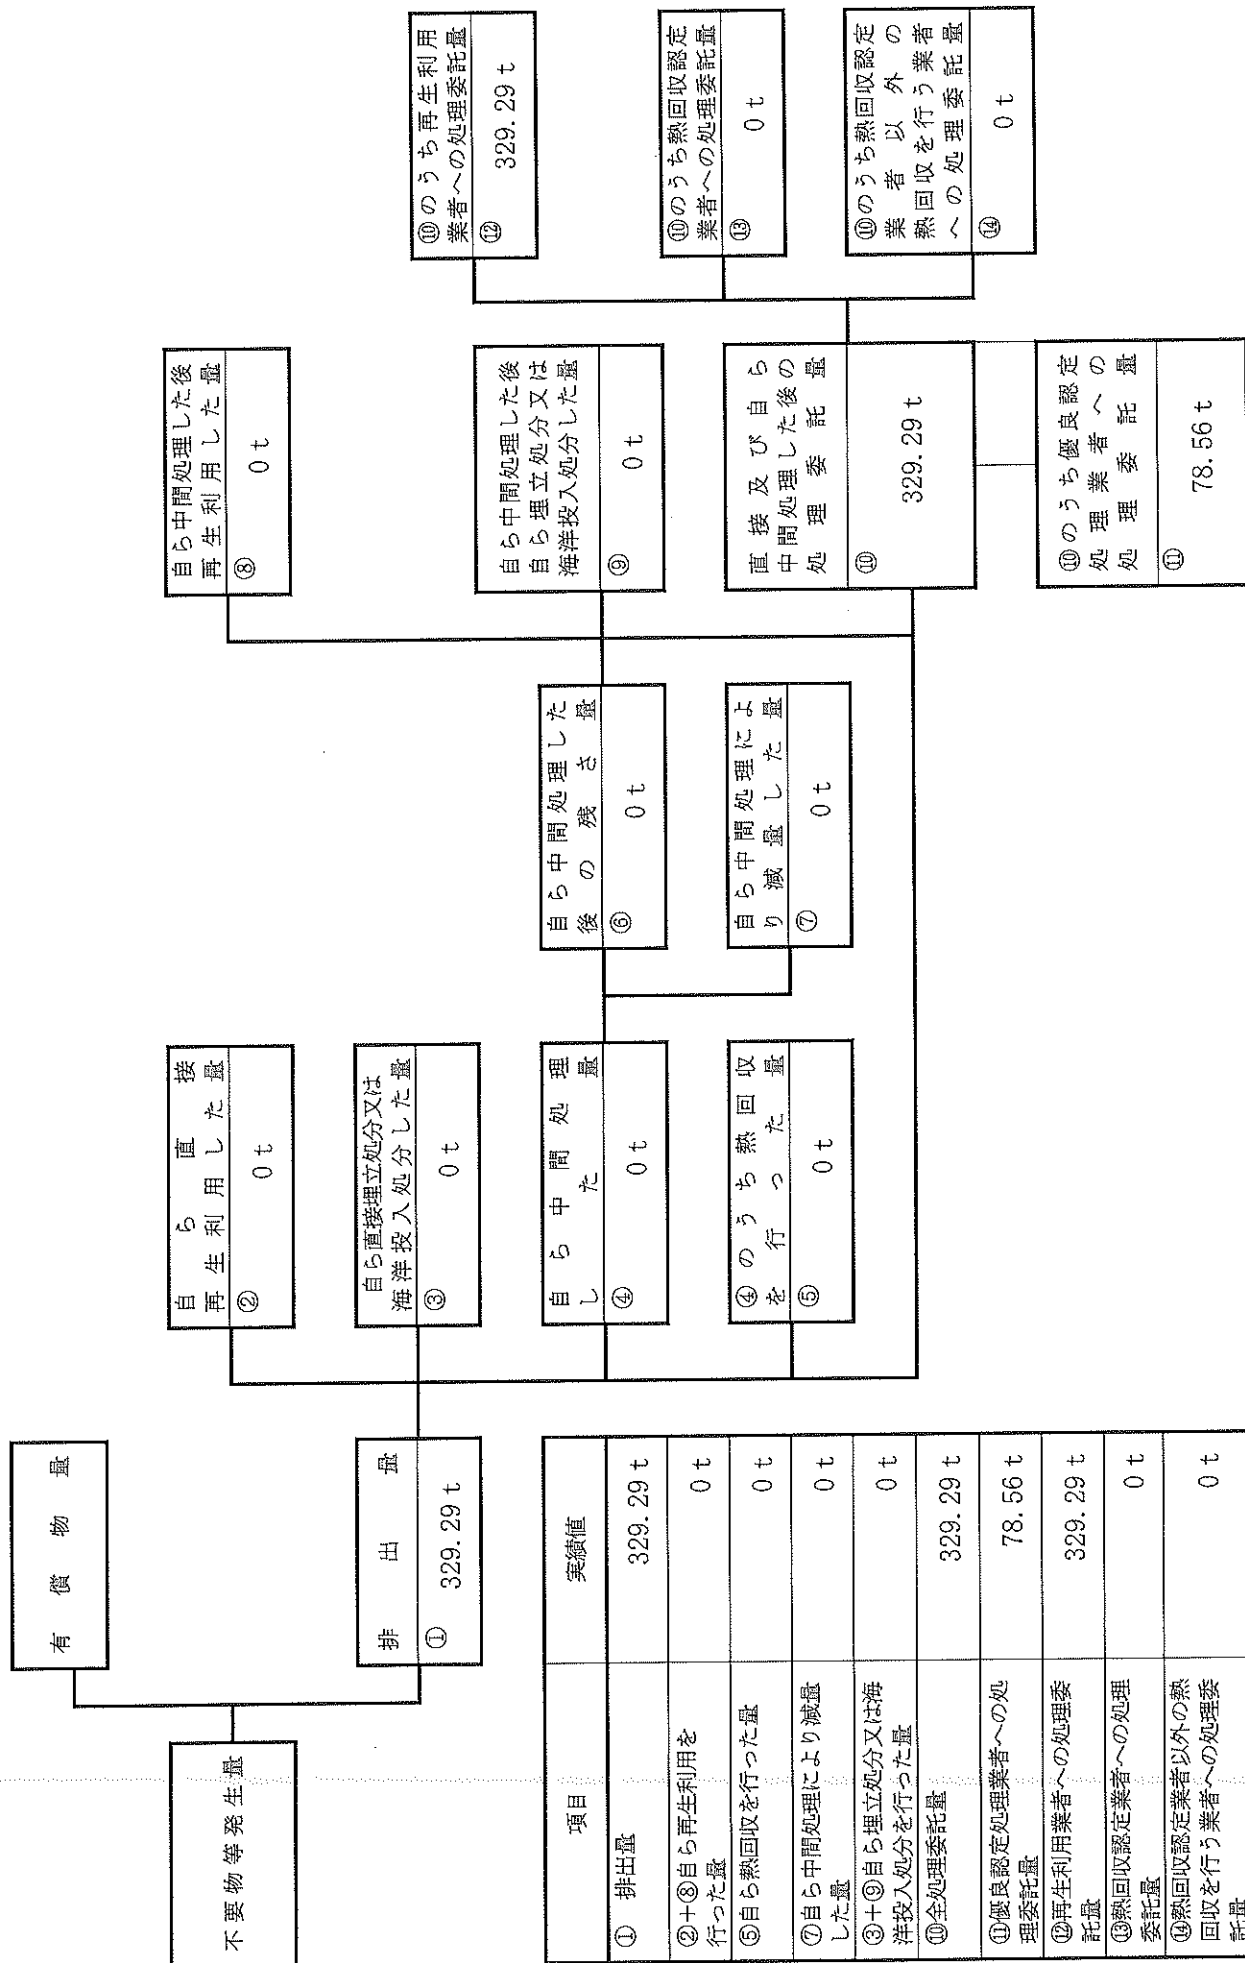 不要物等発生量
有償物量
排出量
① 329.29 t
自ら直接
再生利用した量
② 0 t
自ら直接埋立処分又は
海洋投入処分した量
③ 0 t
自ら中間処理
した量
④ 0 t
④のうち熱回収
を行った量
⑤ 0 t
自ら中間処理した
後の残さ量
⑥ 0 t
自ら中間処理によ
り減量した量
⑦ 0 t
自ら中間処理した後
再生利用した量
⑧ 0 t
自ら中間処理した後
自ら埋立処分又は
海洋投入処分した量
⑨ 0 t
直接及び自ら
中間処理した後の
処理委託量
⑩ 329.29 t
⑩のうち優良認定
処理業者への
処理委託量
⑪ 78.56 t
⑩のうち再生利用
業者への処理委託量
⑫ 329.29 t
⑩のうち熱回収認定
業者への処理委託量
⑬ 0 t
⑩のうち熱回収認定
業者以外の
熱回収を行う業者
への処理委託量
⑭ 0 t
項目 実績値
① 排出量 329.29 t
②+⑧自ら再生利用を
行った量 0 t
⑤自ら熱回収を行った量 0 t
⑦自ら中間処理により減量
した量 0 t
③+⑨自ら埋立処分又は海
洋投入処分を行った量 0 t
⑩全処理委託量 329.29 t
⑪優良認定処理業者への処
理委託量 78.56 t
⑫再生利用業者への処理委
託量 329.29 t
⑬熱回収認定業者への処理
委託量 0 t
⑭熱回収認定業者以外の熱
回収を行う業者への処理委
託量 0 t